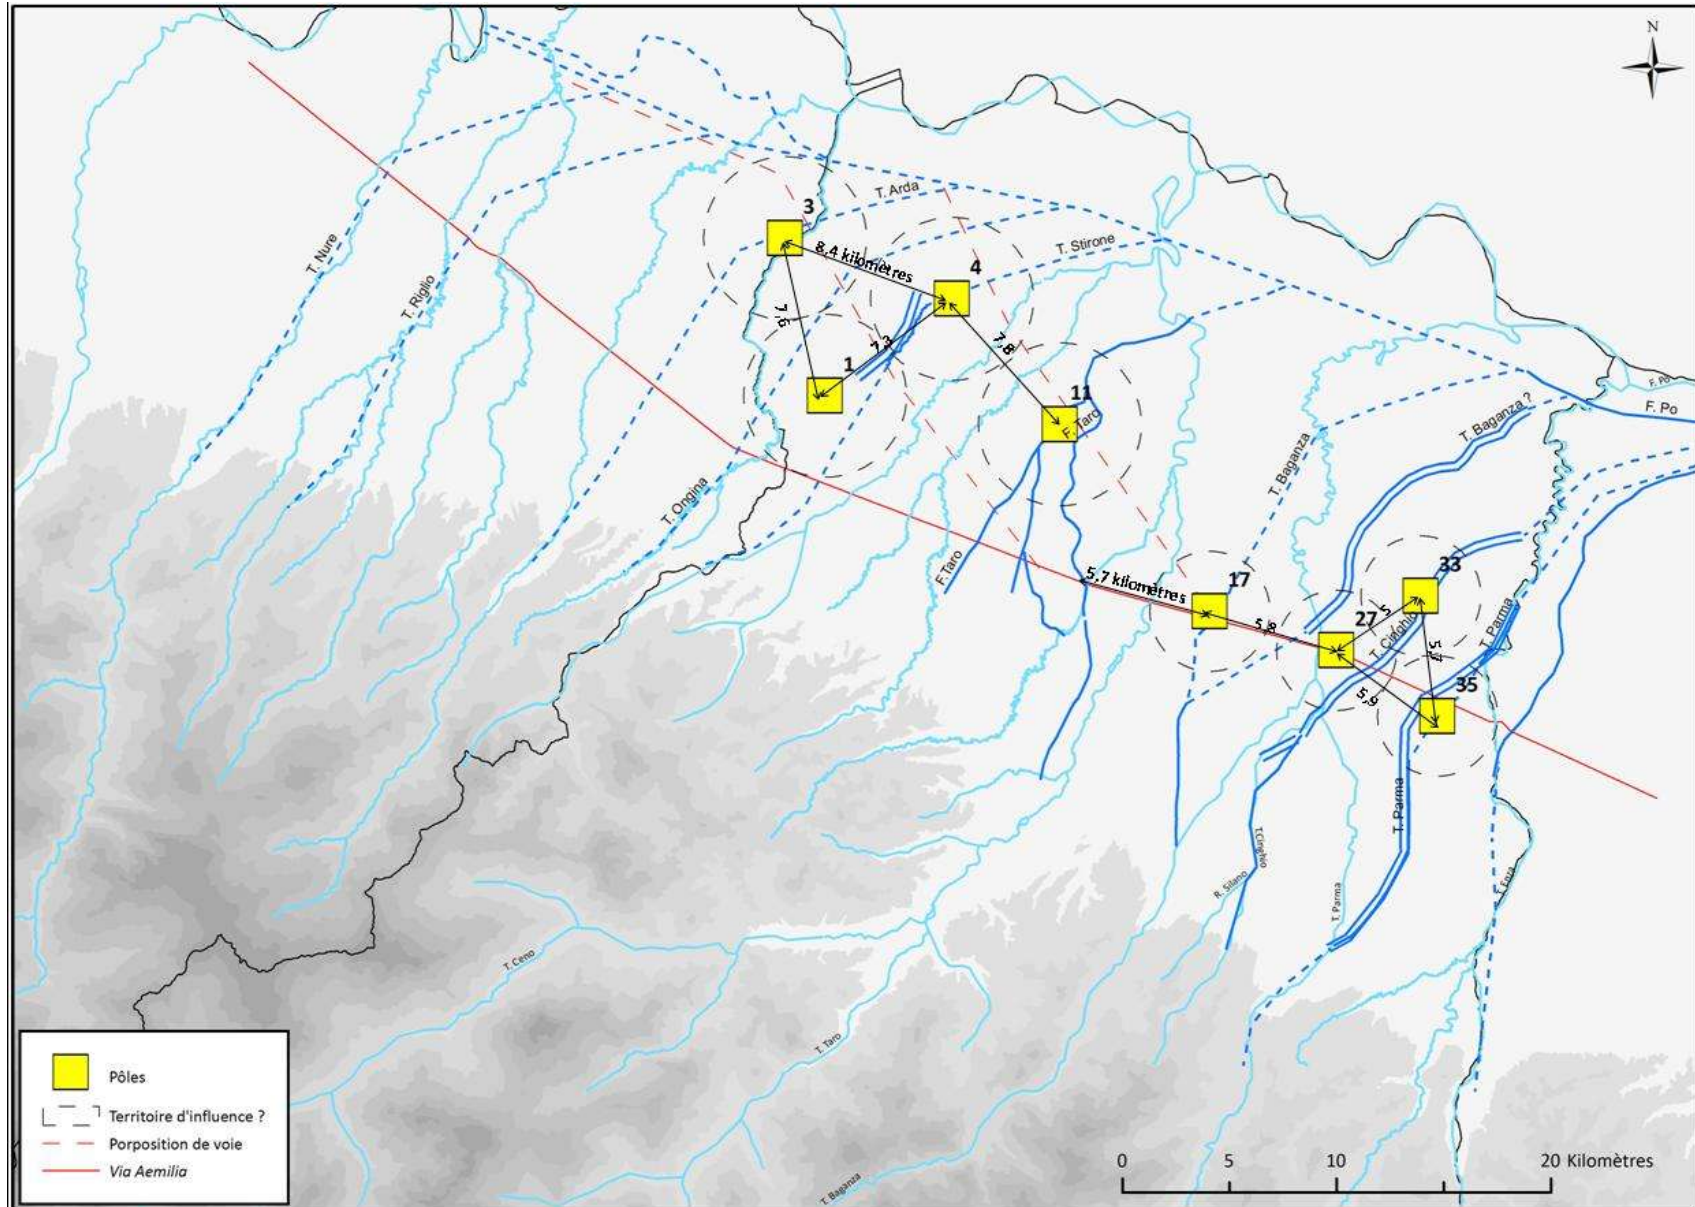 N
3
T. Arda
8,4 kilomètres
4
T. Stirone
T. Nure
T. Riglio
7,6
7,3
1
7,8
11
F. Taro
F. Po
F. Po
T. Baganza ?
T. Baganza
T. Ongina
F.Taro
5,7 kilomètres
17
5,8
27
33
T. Cinghio
T. Parma
5,7
35
5,9
T. Parma
T.Cinghio
R. Silano
T. Parma
T. Enza
T. Ceno
T. Taro
T. Baganza
Pôles
Territoire d'influence ?
Porposition de voie
Via Aemilia
0 5 10 20 Kilomètres